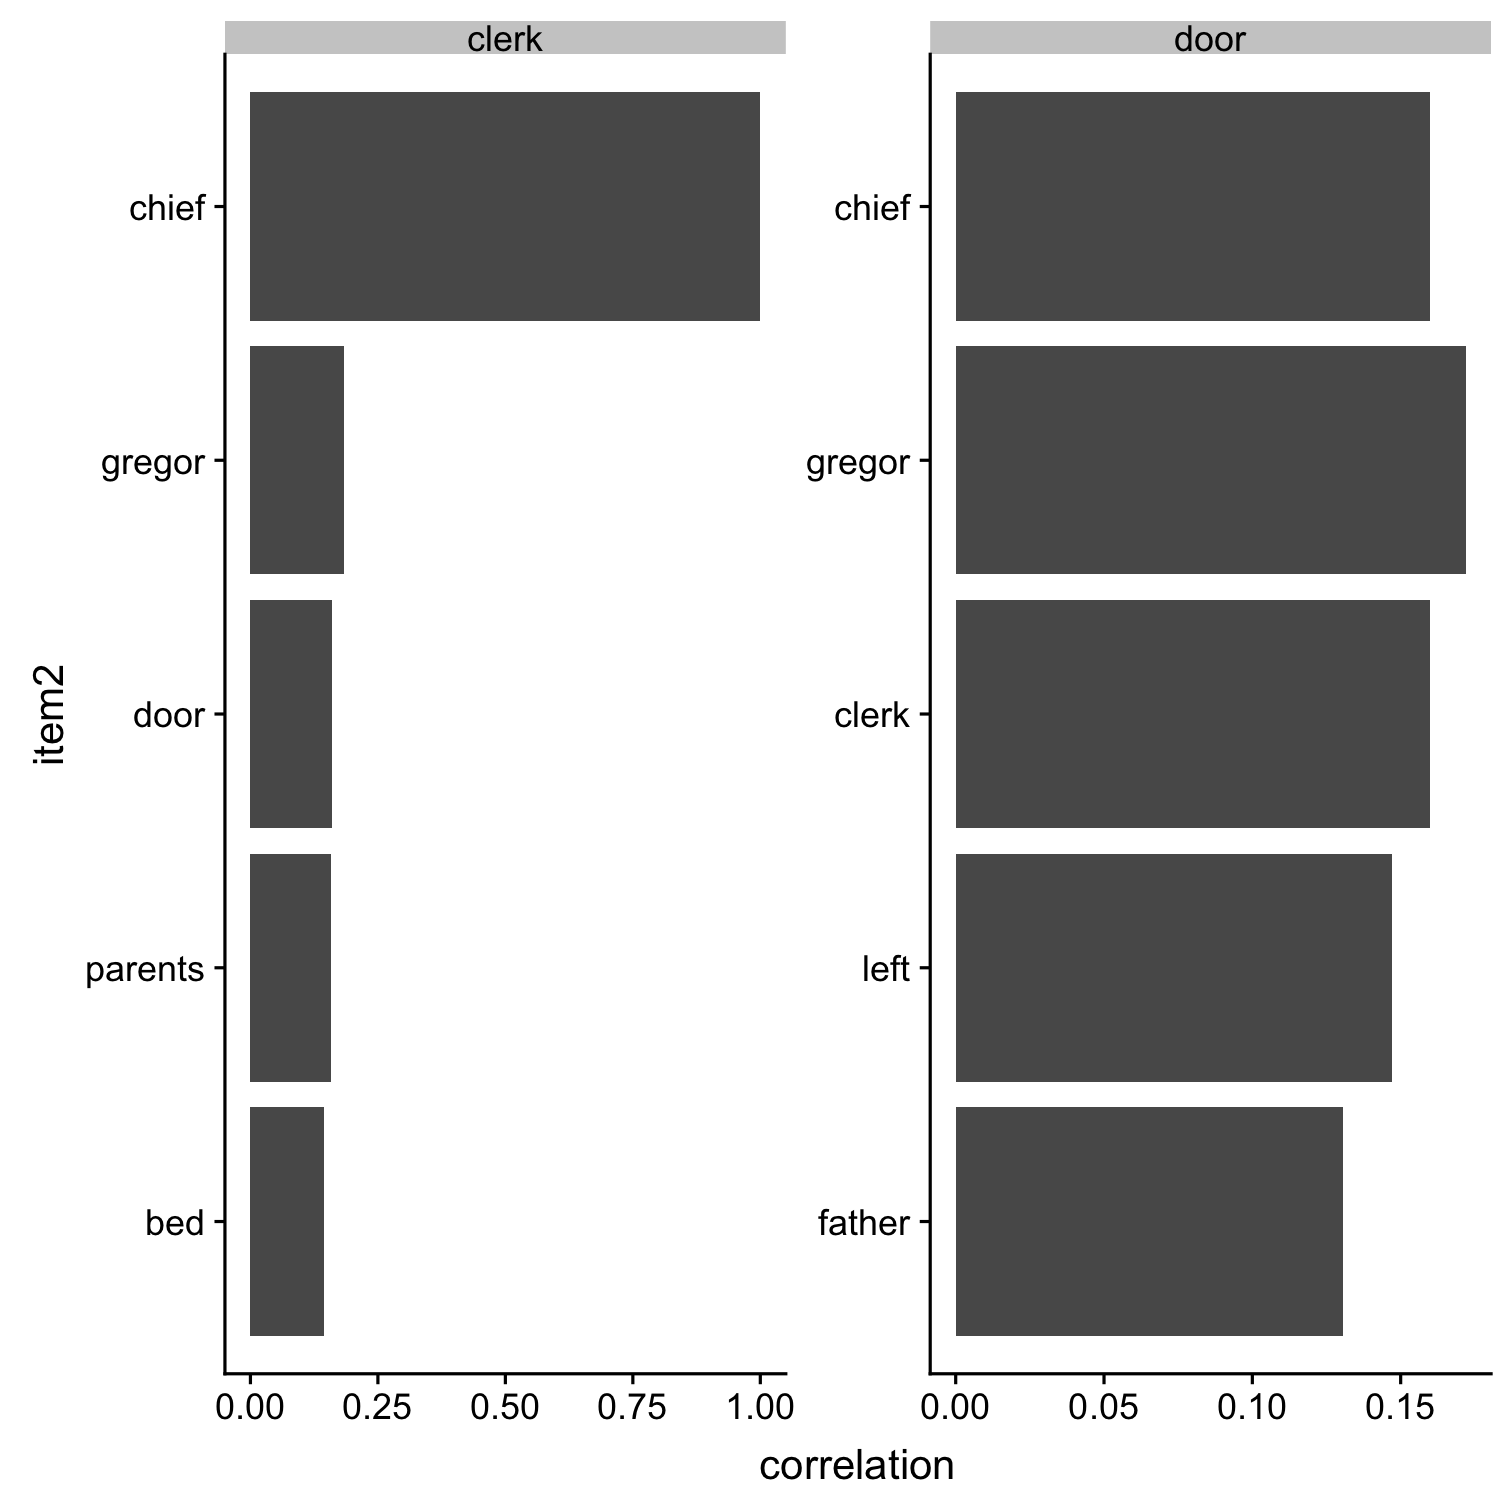 clerk
door
chief
gregor
door
parents
bed
chief
gregor
clerk
left
father
item2
0.00 0.25 0.50 0.75 1.00
0.00 0.05 0.10 0.15
correlation